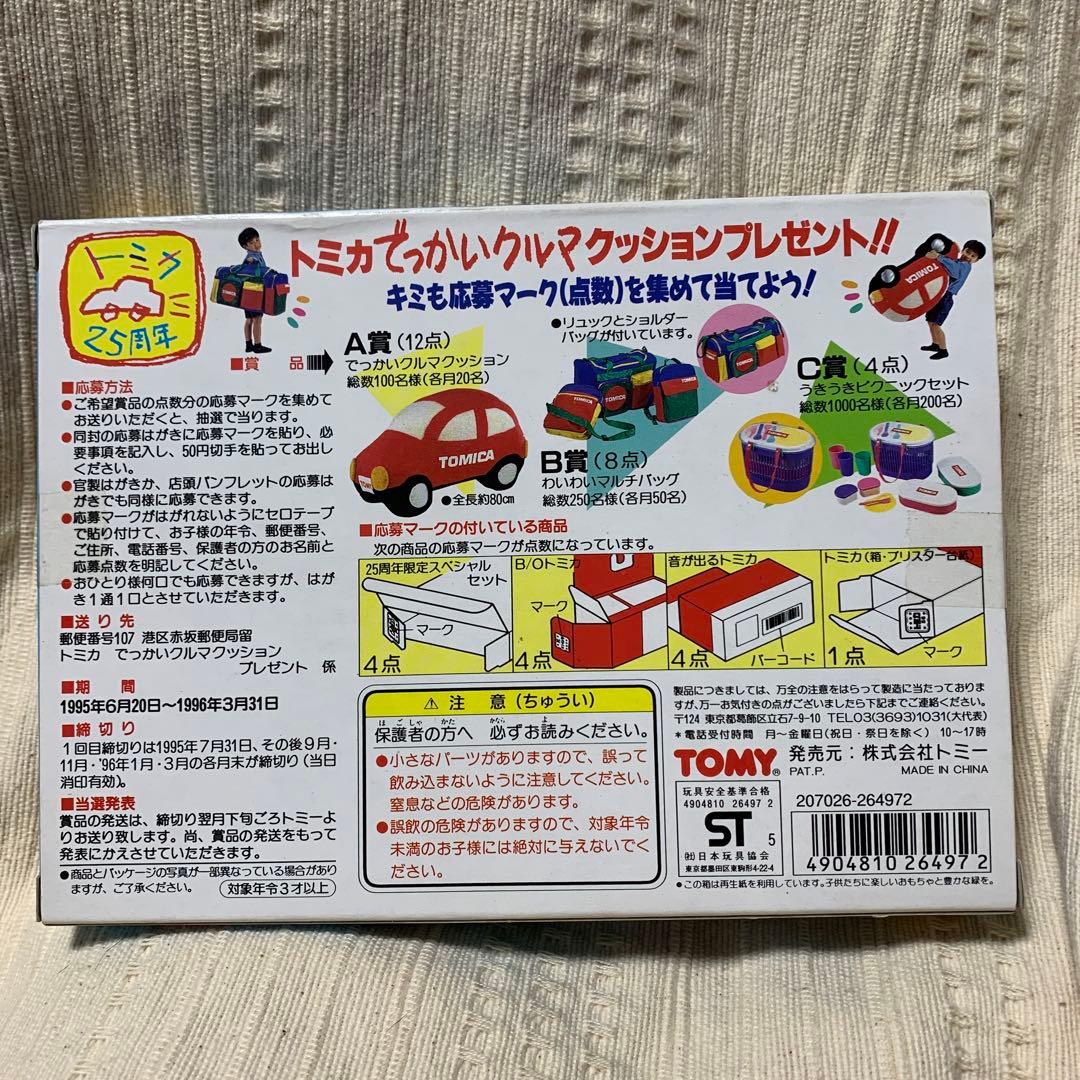 トミカ
25周年
トミカでっかいクルマクッションプレゼント!!
キミも応募マーク(点数)を集めて当てよう!
TOMICA
■賞 品
A賞(12点)
でっかいクルマクッション
総数100名様(各月20名)
TOMICA
●全長約80cm
●リュックとショルダー
バッグが付いています。
TOMICA
TOMICA
B賞(8点)
わいわいマルチバッグ
総数250名様(各月50名)
C賞(4点)
うきうきピクニックセット
総数1000名様(各月200名)
■応募方法
●ご希望賞品の点数分の応募マークを集めて
お送りいただくと、抽選で当ります。
●同封の応募はがきに応募マークを貼り、必
要事項を記入し、50円切手を貼ってお出し
ください。
●官製はがきか、店頭パンフレットの応募は
がきでも同様に応募できます。
●応募マークがはがれないようにセロテープ
で貼り付けて、お子様の年令、郵便番号、
ご住所、電話番号、保護者の方のお名前と
応募点数を明記してください。
●おひとり様何口でも応募できますが、はが
き1通1口とさせていただきます。
■送り先
郵便番号107 港区赤坂郵便局留
トミカ でっかいクルマクッション
プレゼント 係
■期 間
1995年6月20日〜1996年3月31日
■締切り
1回目締切りは1995年7月31日、その後9月・
11月・'96年1月・3月の各月末が締切り(当日
消印有効)。
■当選発表
賞品の発送は、締切り翌月下旬ごろトミーよ
りお送り致します。尚、賞品の発送をもって
発表にかえさせていただきます。
●商品とパッケージの写真が一部異なっている場合があり
ますが、ご了承ください。
対象年令3才以上
■応募マークの付いている商品
次の商品の応募マークが点数になっています。
25周年限定スペシャル
セット
マーク
4点
B/Oトミカ
マーク
4点
音が出るトミカ
バーコード
4点
トミカ(箱・ブリスター台紙)
マーク
1点
⚠ 注意(ちゅうい)
保護者の方へ 必ずお読みください。
ほごしゃ かた かなら よ
●小さなパーツがありますので、誤って
飲み込まないように注意してください。
窒息などの危険があります。
●誤飲の危険がありますので、対象年令
未満のお子様には絶対に与えないでく
ださい。
製品につきましては、万全の注意をはらって製造に当たっておりま
すが、万一お気付きの点がございましたら下記までご連絡ください。
〒124 東京都葛飾区立石7-9-10 TEL03(3693)1031(大代表)
*電話受付時間 月〜金曜日(祝日・祭日を除く) 10〜17時
TOMY® 発売元:株式会社トミー
PAT.P. MADE IN CHINA
玩具安全基準合格
4904810 26497 2
ST 5
㈳日本玩具協会
東京都墨田区東駒形4-22-4
207026-264972
4904810264972
●この箱は再生紙を利用しています。子供たちに楽しいおもちゃと豊かな緑を。